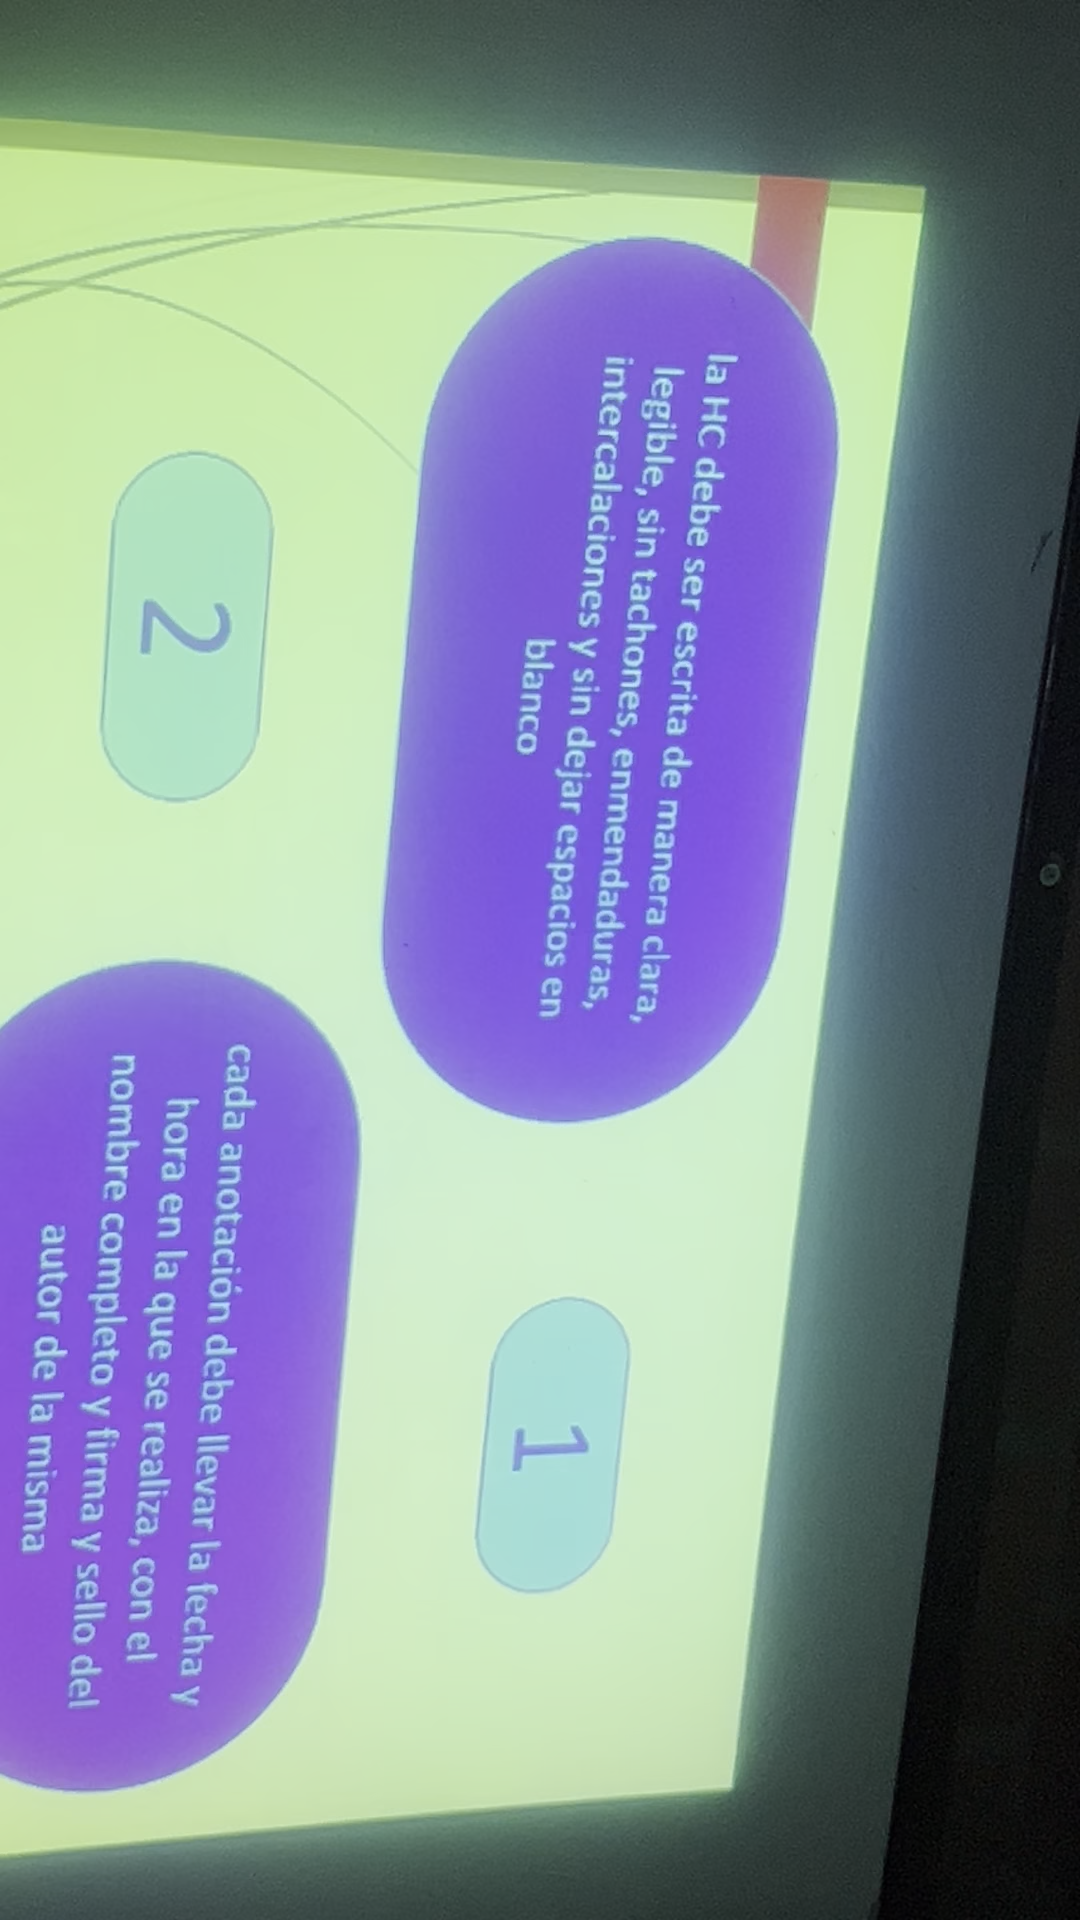 la HC debe ser escrita de manera clara,
legible, sin tachones, enmendaduras,
intercalaciones y sin dejar espacios en
blanco
1
2
cada anotación debe llevar la fecha y
hora en la que se realiza, con el
nombre completo y firma y sello del
autor de la misma